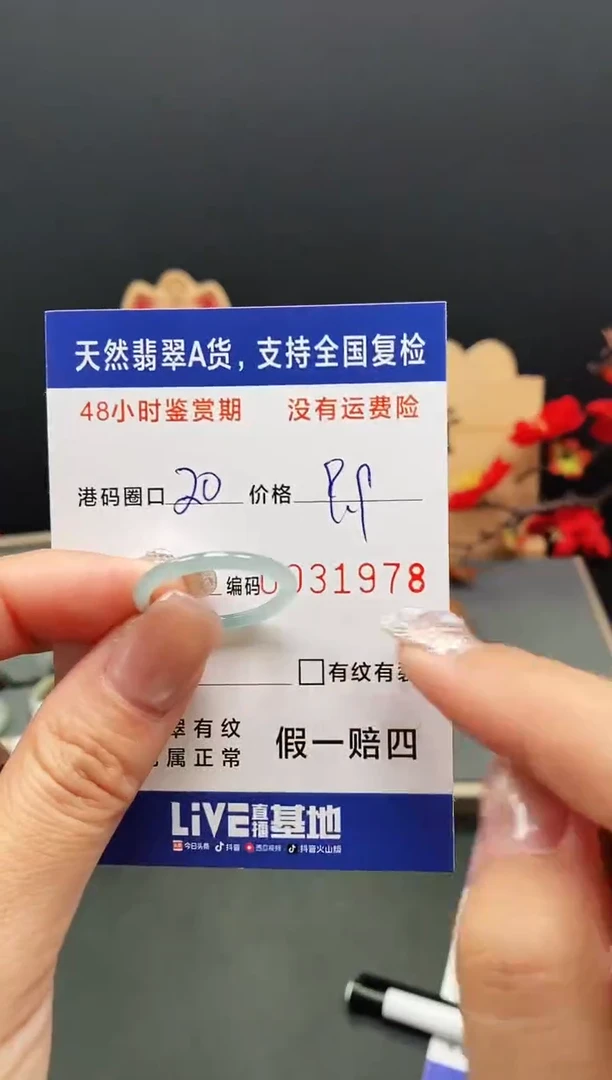 天然翡翠A货，支持全国复检
48小时鉴赏期 没有运费险
港码圈口 20 价格
编码 0031978
有纹有裂
翠有纹
属正常
假一赔四
LiVE直播基地
今日头条 抖音 西瓜视频 抖音火山版